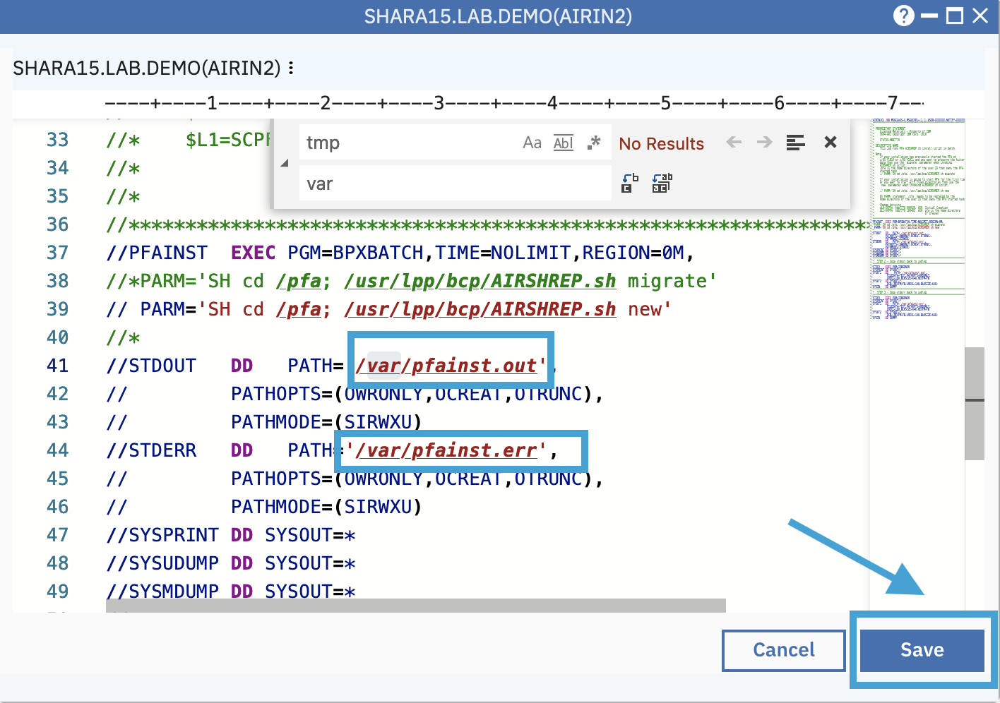 SHARA15.LAB.DEMO(AIRIN2)
SHARA15.LAB.DEMO(AIRIN2)
----+----1----+----2----+----3----+----4----+----5----+----6----+----7--
tmp Aa Abl .* No Results
var
33 //* $L1=SCPF
34 //*
35 //*
36 //******************************************************************
37 //PFAINST EXEC PGM=BPXBATCH,TIME=NOLIMIT,REGION=0M,
38 //*PARM='SH cd /pfa; /usr/lpp/bcp/AIRSHREP.sh migrate'
39 // PARM='SH cd /pfa; /usr/lpp/bcp/AIRSHREP.sh new'
40 //*
41 //STDOUT DD PATH= /var/pfainst.out',
42 // PATHOPTS=(OWRONLY,OCREAT,OTRUNC),
43 // PATHMODE=(SIRWXU)
44 //STDERR DD PATH='/var/pfainst.err',
45 // PATHOPTS=(OWRONLY,OCREAT,OTRUNC),
46 // PATHMODE=(SIRWXU)
47 //SYSPRINT DD SYSOUT=*
48 //SYSUDUMP DD SYSOUT=*
49 //SYSMDUMP DD SYSOUT=*
Cancel Save